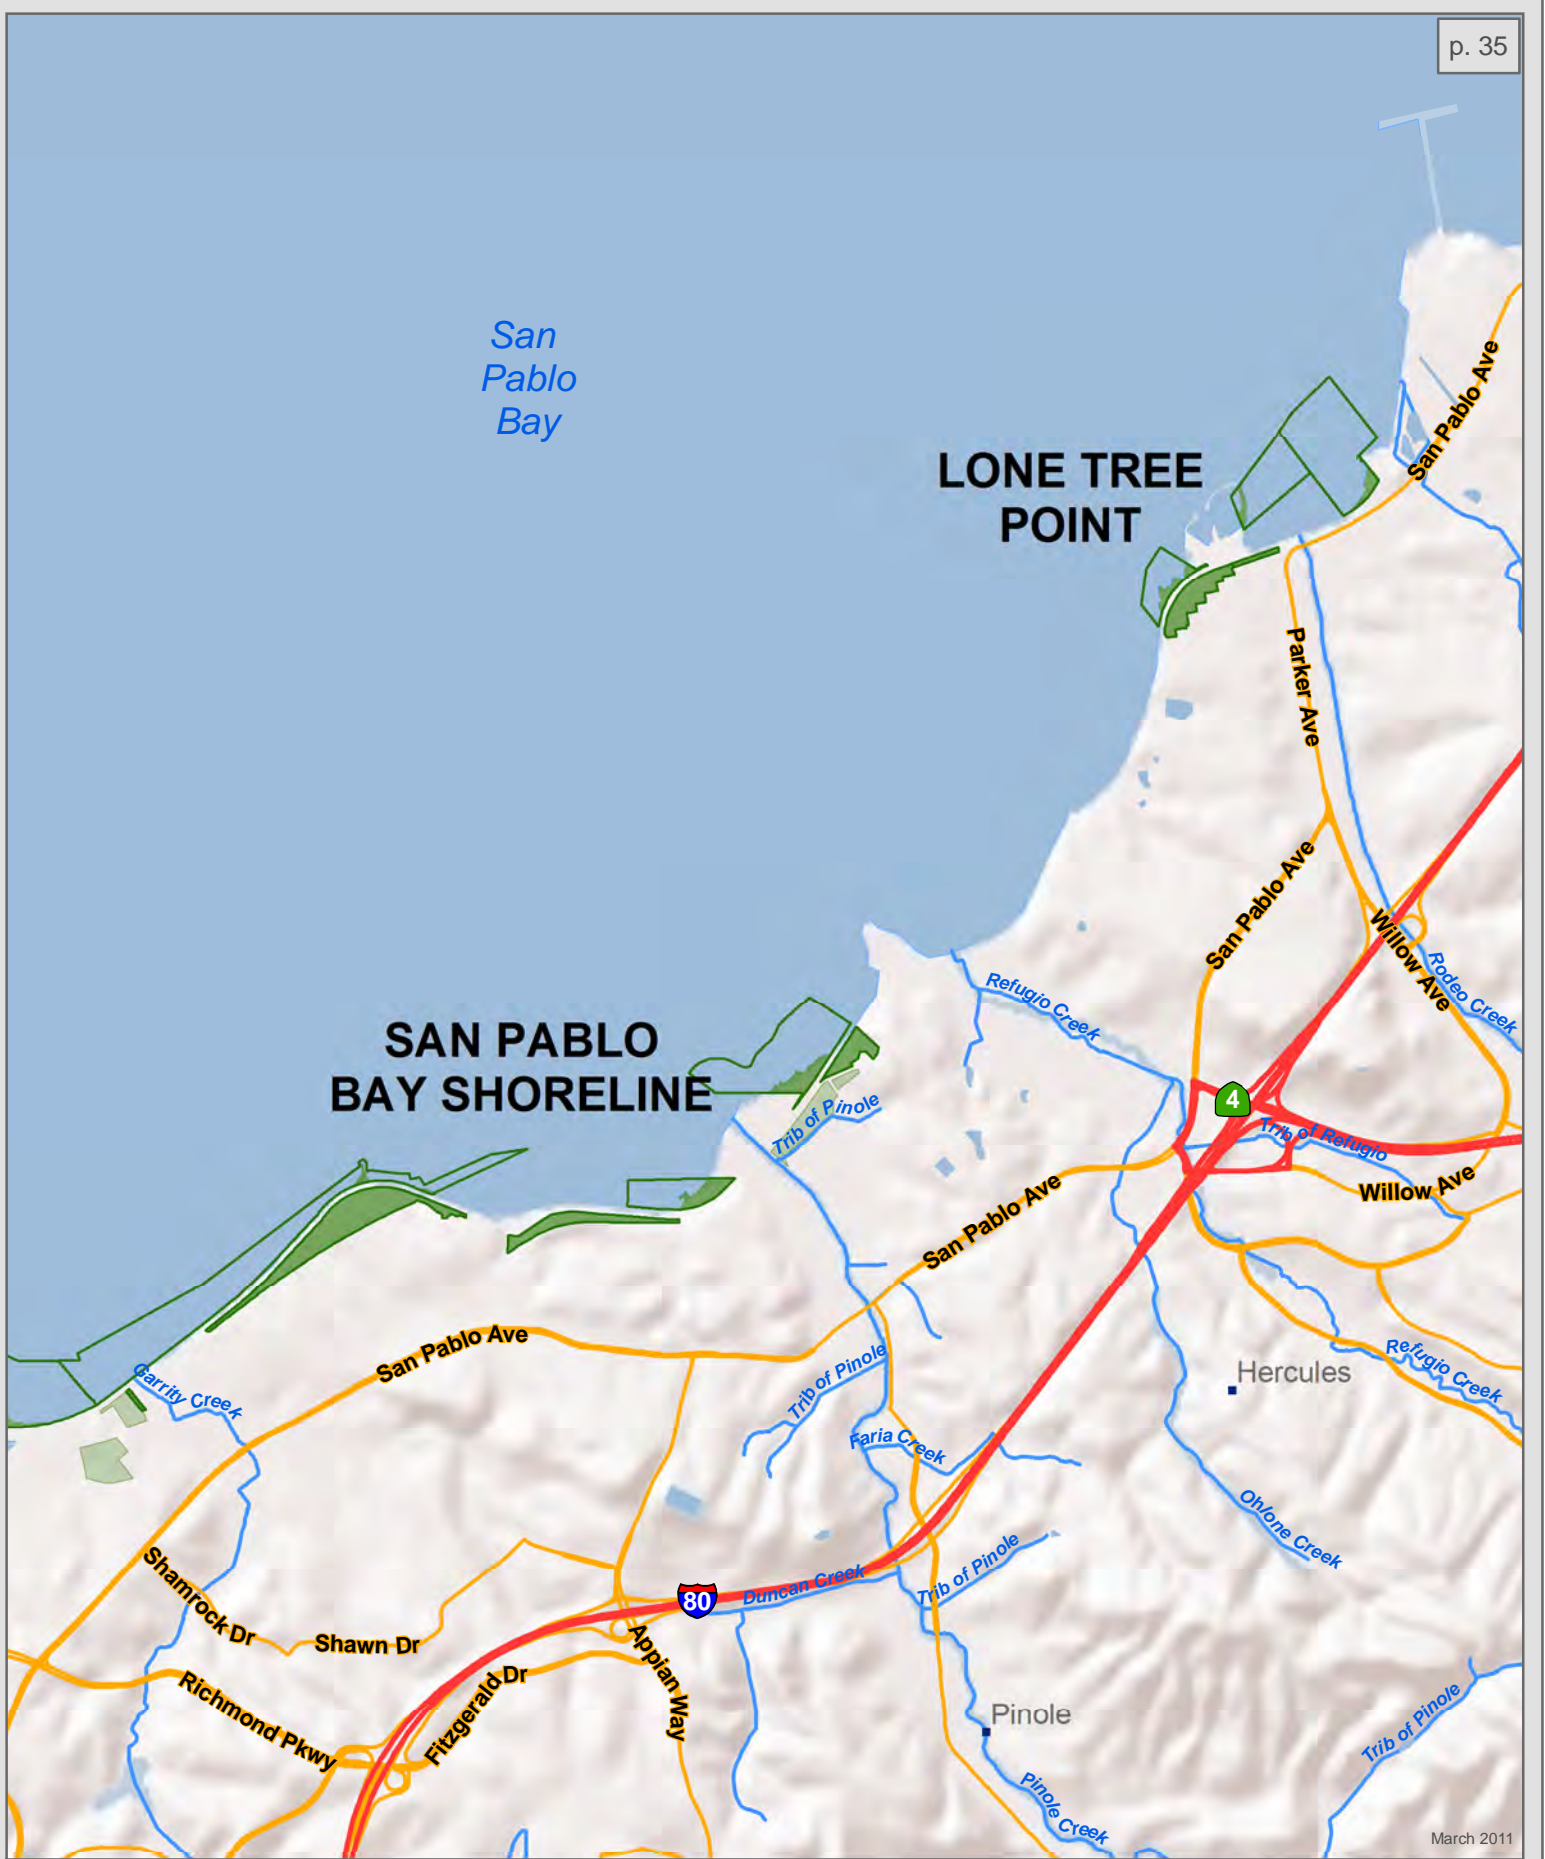 p. 35
San
Pablo
Bay
San Pablo Ave
LONE TREE
POINT
Parker Ave
San Pablo Ave
Willow Ave
Rodeo Creek
Refugio Creek
SAN PABLO
BAY SHORELINE
4
Trib of Pinole
Trib of Refugio
Willow Ave
San Pablo Ave
San Pablo Ave
Garrity Creek
Trib of Pinole
Hercules
Refugio Creek
Faria Creek
Ohlone Creek
Shamrock Dr
Shawn Dr
80
Duncan Creek
Trib of Pinole
Appian Way
Richmond Pkwy
Fitzgerald Dr
Pinole
Trib of Pinole
Pinole Creek
March 2011